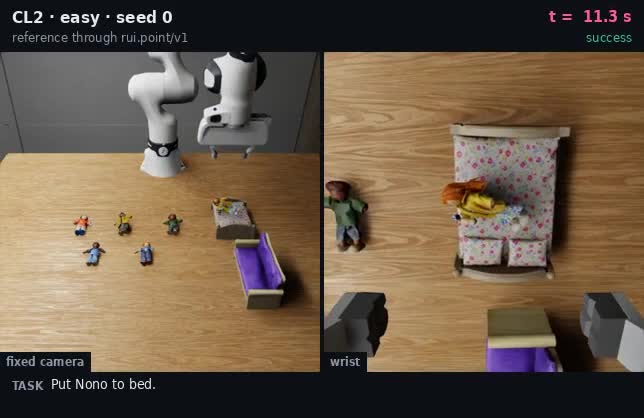 CL2 · easy · seed 0
t = 11.3 s
reference through rui.point/v1
success
fixed camera
wrist
TASK Put Nono to bed.